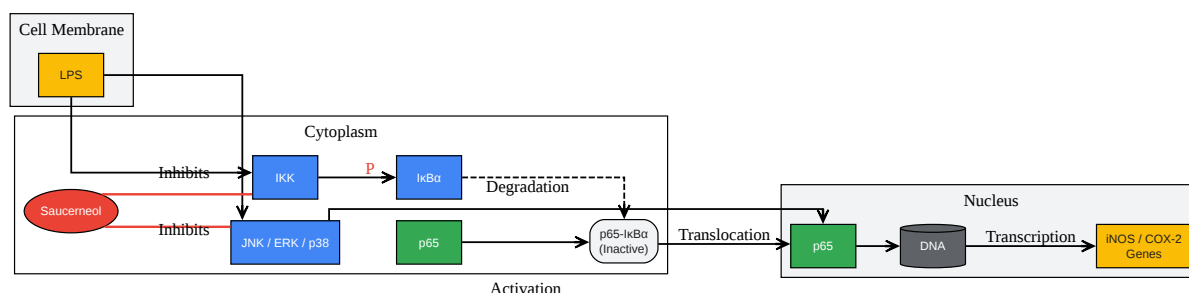 Cell Membrane
LPS
Cytoplasm
Inhibits
IKK
P
IκBα
Degradation
Saucerneol
Inhibits
JNK / ERK / p38
p65
p65-IκBα
(Inactive)
Translocation
Activation
Nucleus
p65
DNA
Transcription
iNOS / COX-2
Genes